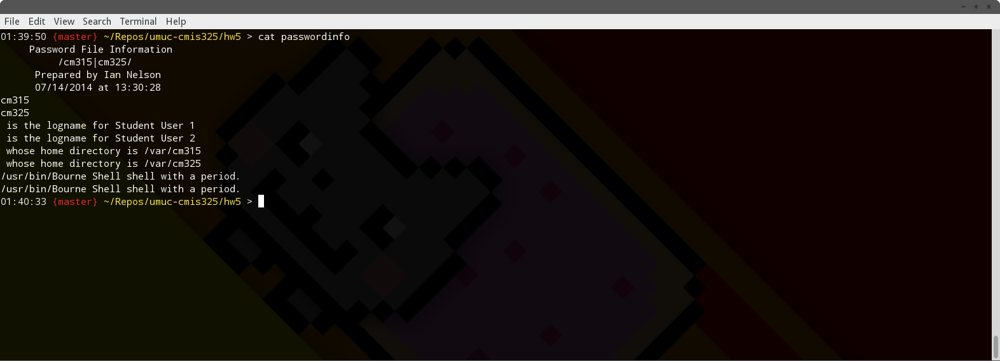 File Edit View Search Terminal Help
01:39:50 {master} ~/Repos/umuc-cmis325/hw5 > cat passwordinfo
     Password File Information
          /cm315|cm325/
      Prepared by Ian Nelson
      07/14/2014 at 13:30:28
cm315
cm325
 is the logname for Student User 1
 is the logname for Student User 2
 whose home directory is /var/cm315
 whose home directory is /var/cm325
/usr/bin/Bourne Shell shell with a period.
/usr/bin/Bourne Shell shell with a period.
01:40:33 {master} ~/Repos/umuc-cmis325/hw5 >